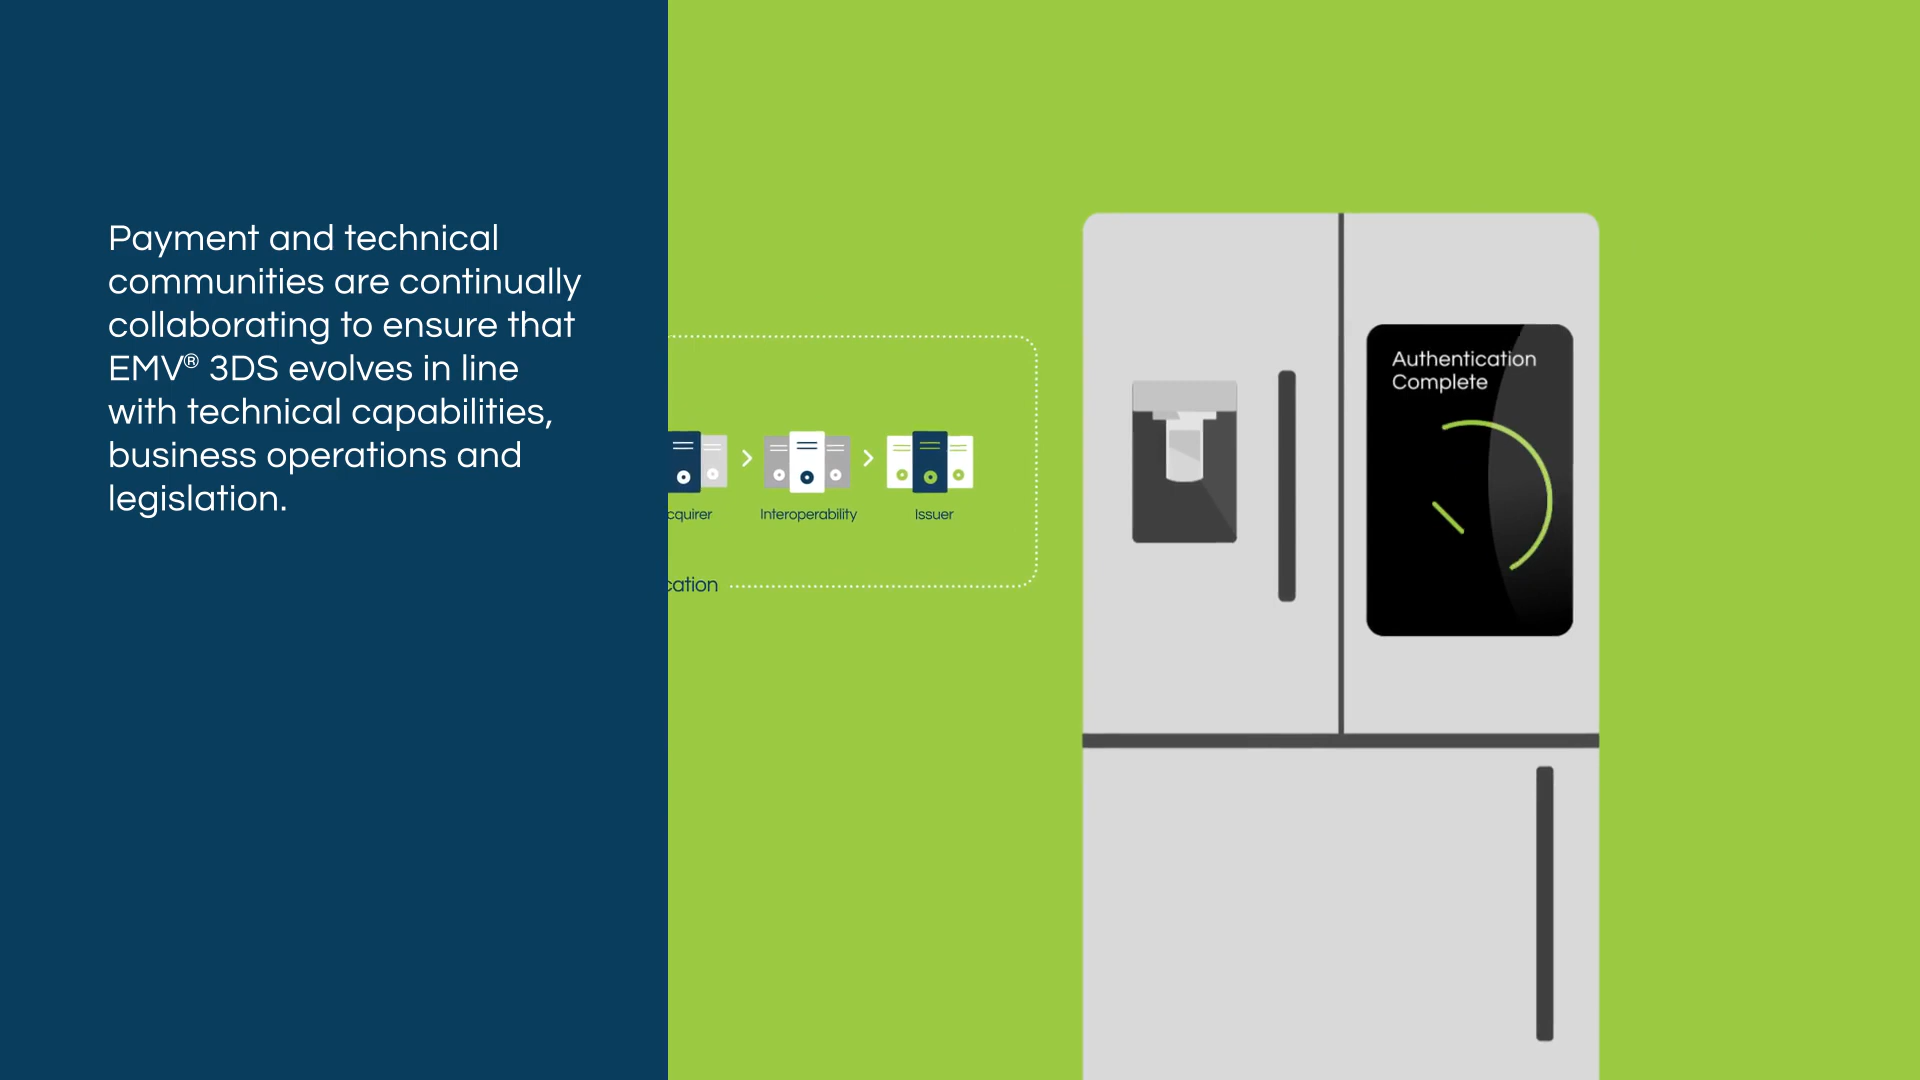 Payment and technical
communities are continually
collaborating to ensure that
EMV® 3DS evolves in line
with technical capabilities,
business operations and
legislation.
cquirer
Interoperability
Issuer
cation
Authentication
Complete